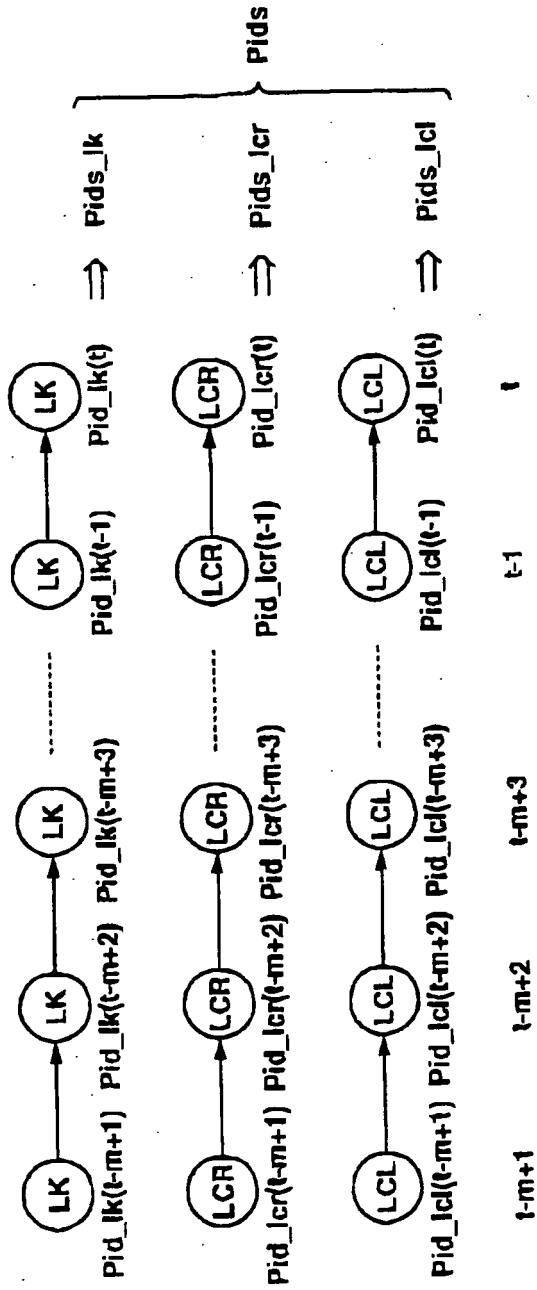 LK LK LK LK LK
Pid_lk(t-m+1) Pid_lk(t-m+2) Pid_lk(t-m+3) Pid_lk(t-1) Pid_lk(t) ⇒ Pids_lk
LCR LCR LCR LCR LCR
Pid_lcr(t-m+1) Pid_lcr(t-m+2) Pid_lcr(t-m+3) Pid_lcr(t-1) Pid_lcr(t) ⇒ Pids_lcr
Pids
LCL LCL LCL LCL LCL
Pid_lcl(t-m+1) Pid_lcl(t-m+2) Pid_lcl(t-m+3) Pid_lcl(t-1) Pid_lcl(t) ⇒ Pids_lcl
t-m+1 t-m+2 t-m+3 t-1 t